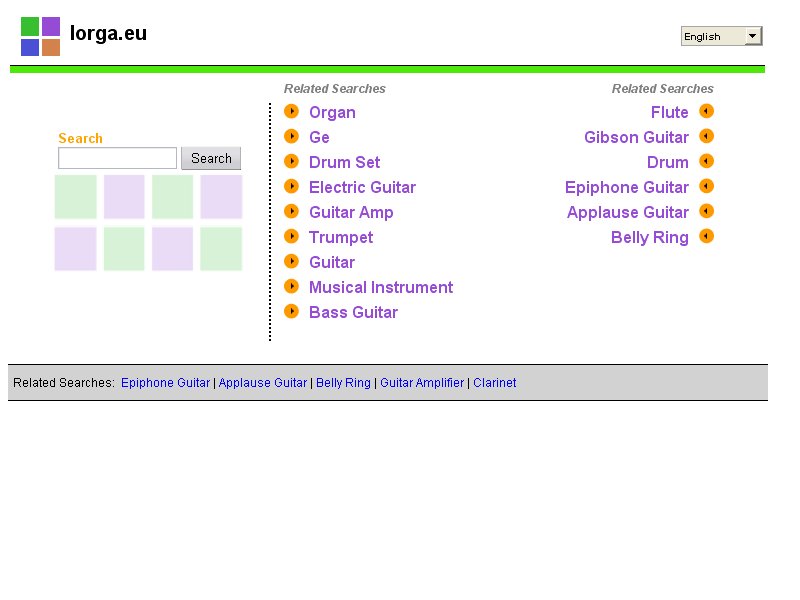 lorga.eu
English
Related Searches
Related Searches
Search
Search
Organ
Ge
Drum Set
Electric Guitar
Guitar Amp
Trumpet
Guitar
Musical Instrument
Bass Guitar
Flute
Gibson Guitar
Drum
Epiphone Guitar
Applause Guitar
Belly Ring
Related Searches: Epiphone Guitar | Applause Guitar | Belly Ring | Guitar Amplifier | Clarinet